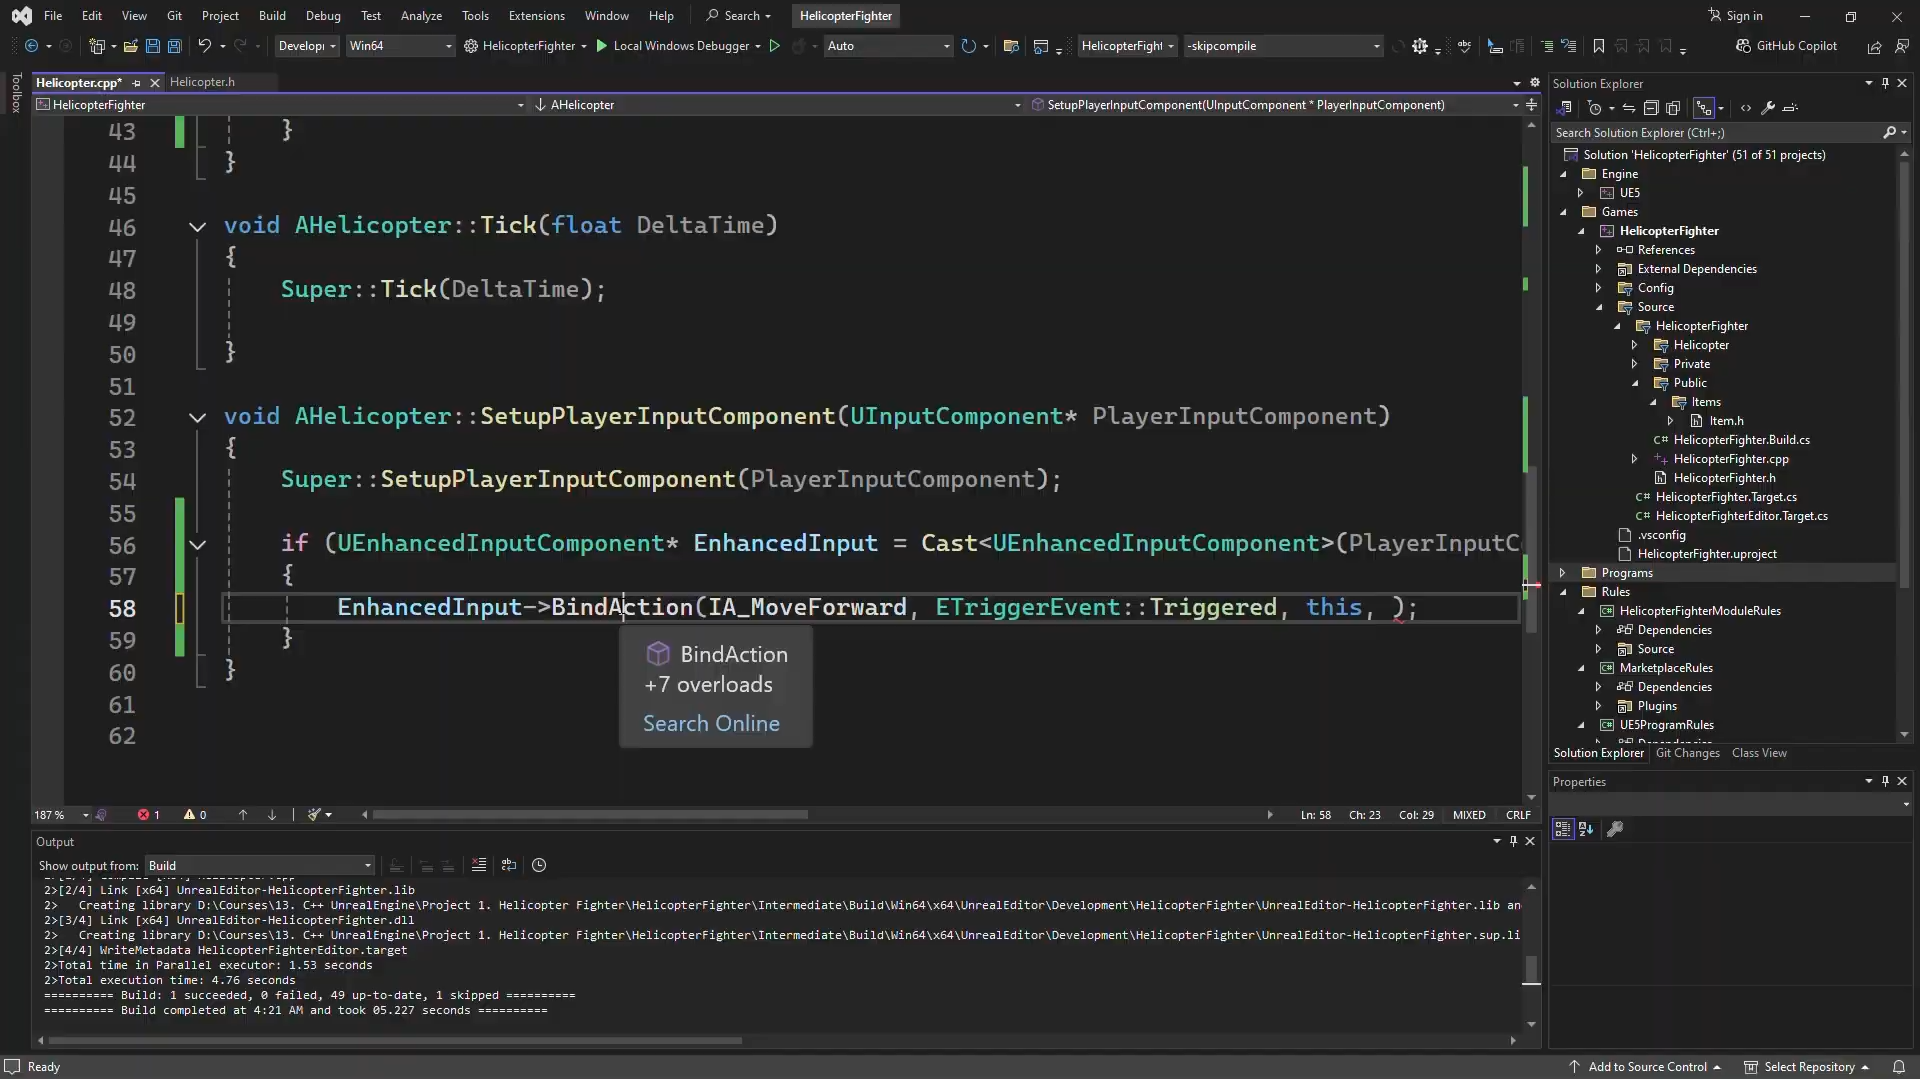 File Edit View Git Project Build Debug Test Analyze Tools Extensions Window Help Search HelicopterFighter Sign in
Develop Win64 HelicopterFighter Local Windows Debugger Auto HelicopterFight -skipcompile GitHub Copilot
Toolbox
Helicopter.cpp* Helicopter.h
HelicopterFighter AHelicopter SetupPlayerInputComponent(UInputComponent * PlayerInputComponent)
43 }
44 }
45
46 void AHelicopter::Tick(float DeltaTime)
47 {
48 Super::Tick(DeltaTime);
49
50 }
51
52 void AHelicopter::SetupPlayerInputComponent(UInputComponent* PlayerInputComponent)
53 {
54 Super::SetupPlayerInputComponent(PlayerInputComponent);
55
56 if (UEnhancedInputComponent* EnhancedInput = Cast<UEnhancedInputComponent>(PlayerInputC
57 {
58 EnhancedInput->BindAction(IA_MoveForward, ETriggerEvent::Triggered, this, );
59 }
60 }
61
62
BindAction
+7 overloads
Search Online
187 % 1 0 Ln: 58 Ch: 23 Col: 29 MIXED CRLF
Output
Show output from: Build
2>[2/4] Link [x64] UnrealEditor-HelicopterFighter.lib
2> Creating library D:\Courses\13. C++ UnrealEngine\Project 1. Helicopter Fighter\HelicopterFighter\Intermediate\Build\Win64\x64\UnrealEditor\Development\HelicopterFighter\UnrealEditor-HelicopterFighter.lib an
2>[3/4] Link [x64] UnrealEditor-HelicopterFighter.dll
2> Creating library D:\Courses\13. C++ UnrealEngine\Project 1. Helicopter Fighter\HelicopterFighter\Intermediate\Build\Win64\x64\UnrealEditor\Development\HelicopterFighter\UnrealEditor-HelicopterFighter.sup.li
2>[4/4] WriteMetadata HelicopterFighterEditor.target
2>Total time in Parallel executor: 1.53 seconds
2>Total execution time: 4.76 seconds
========== Build: 1 succeeded, 0 failed, 49 up-to-date, 1 skipped ==========
========== Build completed at 4:21 AM and took 05.227 seconds ==========
Solution Explorer
Search Solution Explorer (Ctrl+;)
Solution 'HelicopterFighter' (51 of 51 projects)
Engine
UE5
Games
HelicopterFighter
References
External Dependencies
Config
Source
HelicopterFighter
Helicopter
Private
Public
Items
Item.h
C# HelicopterFighter.Build.cs
HelicopterFighter.cpp
HelicopterFighter.h
C# HelicopterFighter.Target.cs
C# HelicopterFighterEditor.Target.cs
.vsconfig
HelicopterFighter.uproject
Programs
Rules
HelicopterFighterModuleRules
Dependencies
Source
MarketplaceRules
Dependencies
Plugins
UE5ProgramRules
Solution Explorer Git Changes Class View
Properties
Ready Add to Source Control Select Repository